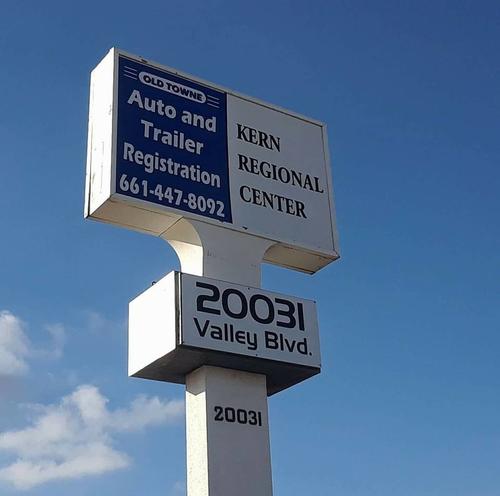 OLD TOWNE
Auto and
Trailer
Registration
661-447-8092
KERN
REGIONAL
CENTER
20031
Valley Blvd.
20031